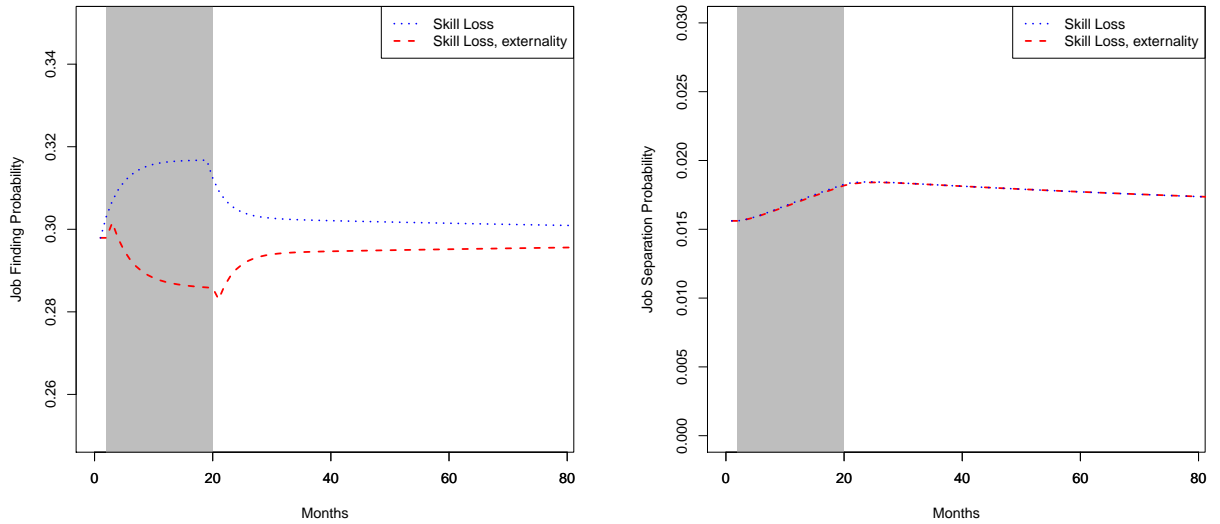 Skill Loss
Skill Loss, externality
Job Finding Probability
0.34
0.32
0.30
0.28
0.26
0
20
40
60
80
Months
Skill Loss
Skill Loss, externality
Job Separation Probability
0.030
0.025
0.020
0.015
0.010
0.005
0.000
0
20
40
60
80
Months